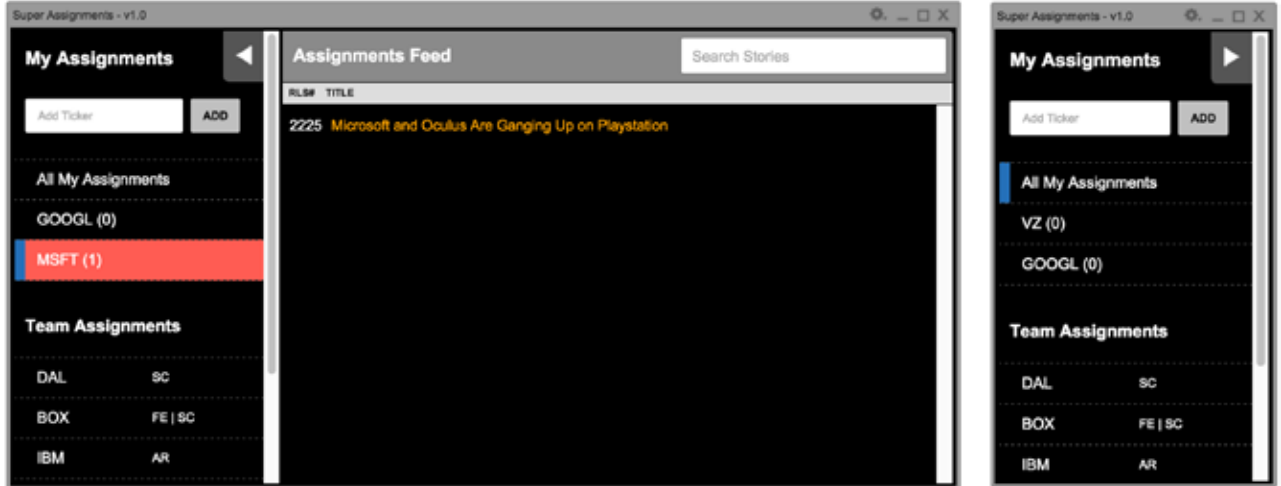 Super Assignments - v1.0
My Assignments
Add Ticker
ADD
All My Assignments
GOOGL (0)
MSFT (1)
Team Assignments
DAL SC
BOX FE | SC
IBM AR
Assignments Feed
Search Stories
RLS# TITLE
2225 Microsoft and Oculus Are Ganging Up on Playstation
Super Assignments - v1.0
My Assignments
Add Ticker
ADD
All My Assignments
VZ (0)
GOOGL (0)
Team Assignments
DAL SC
BOX FE | SC
IBM AR